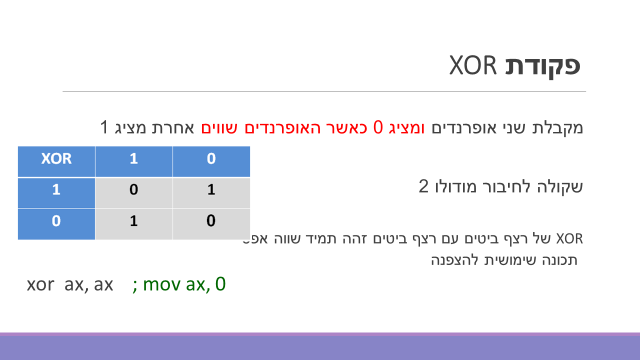 פקודת XOR
מקבלת שני אופרנדים ומציג 0 כאשר האופרנדים שווים אחרת מציג 1
XOR 1 0
1 0 1
0 1 0
שקולה לחיבור מודולו 2
XOR של רצף ביטים עם רצף ביטים זהה תמיד שווה
תכונה שימושית להצפנה
xor ax, ax ; mov ax, 0